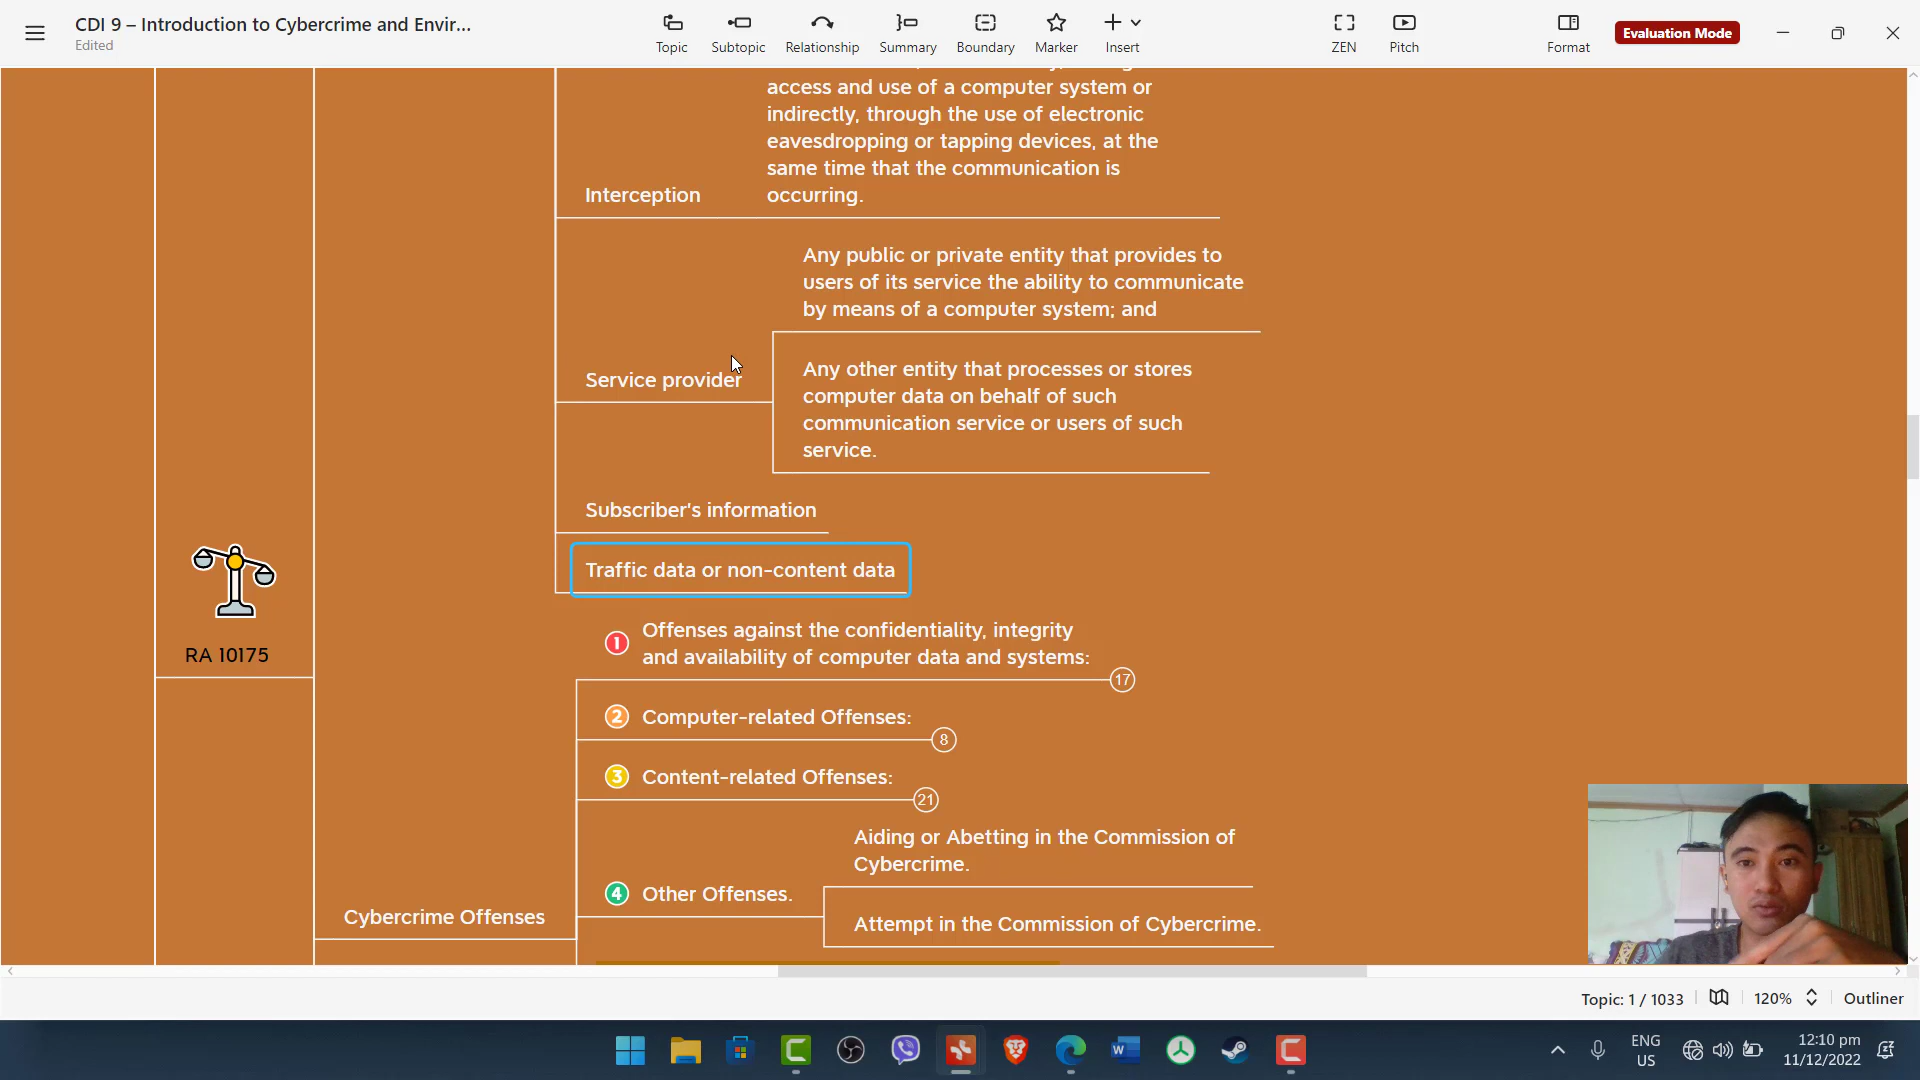 CDI 9 – Introduction to Cybercrime and Envir...
Edited
Topic
Subtopic
Relationship
Summary
Boundary
Marker
Insert
ZEN
Pitch
Format
Evaluation Mode
access and use of a computer system or
indirectly, through the use of electronic
eavesdropping or tapping devices, at the
same time that the communication is
occurring.
Interception
Any public or private entity that provides to
users of its service the ability to communicate
by means of a computer system; and
Service provider
Any other entity that processes or stores
computer data on behalf of such
communication service or users of such
service.
Subscriber's information
Traffic data or non-content data
RA 10175
1 Offenses against the confidentiality, integrity
and availability of computer data and systems:
17
2 Computer-related Offenses:
8
3 Content-related Offenses:
21
Aiding or Abetting in the Commission of
Cybercrime.
4 Other Offenses.
Attempt in the Commission of Cybercrime.
Cybercrime Offenses
Topic: 1 / 1033
120%
Outliner
ENG
US
12:10 pm
11/12/2022